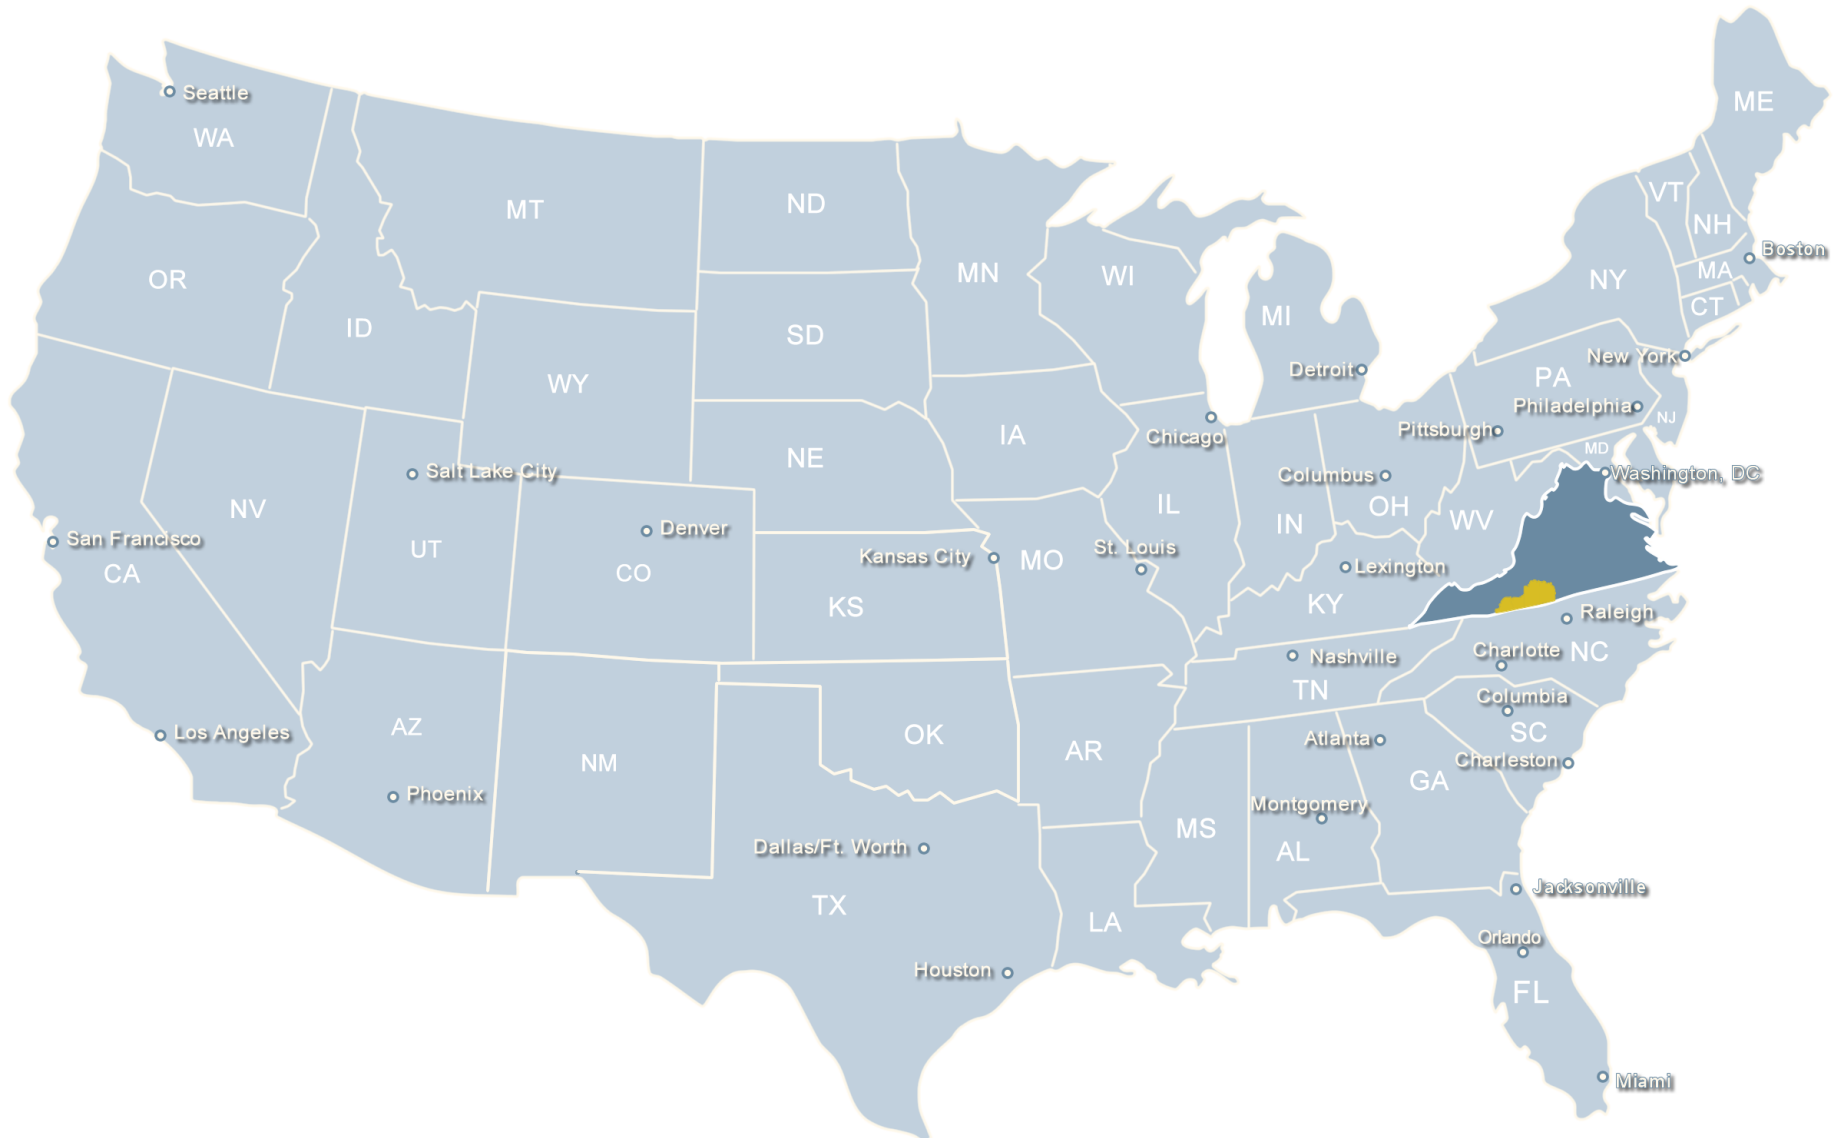 ME
Seattle
WA
VT
ND
MT
NH
Boston
MN
MA
WI
OR
NY
CT
MI
ID
SD
New York
Detroit
PA
WY
Philadelphia
NJ
Pittsburgh
Chicago
IA
MD
NE
Salt Lake City
Columbus
Washington, DC
IL
OH
NV
WV
IN
Denver
San Francisco
UT
St. Louis
Kansas City
MO
Lexington
CA
CO
KS
KY
Raleigh
Charlotte
NC
Nashville
TN
Columbia
AZ
Los Angeles
OK
SC
Atlanta
AR
NM
Charleston
GA
Phoenix
Montgomery
MS
Dallas/Ft. Worth
AL
Jacksonville
TX
LA
Orlando
Houston
FL
Miami